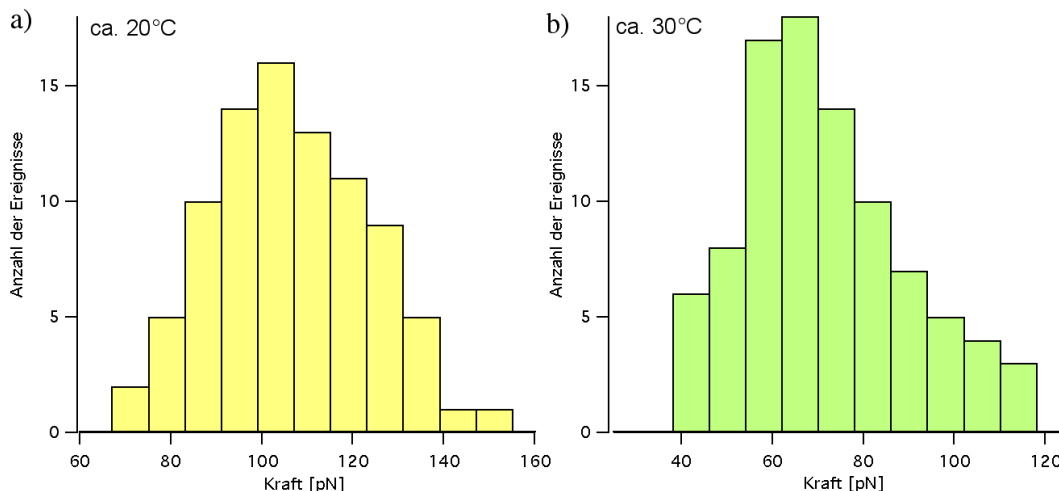 a)
ca. 20°C
Anzahl der Ereignisse
15
10
5
0
60 80 100 120 140 160
Kraft [pN]
b)
ca. 30°C
Anzahl der Ereignisse
15
10
5
0
40 60 80 100 120
Kraft [pN]